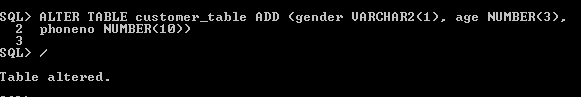 SQL> ALTER TABLE customer_table ADD (gender VARCHAR2(1), age NUMBER(3),
2 phoneno NUMBER(10))
3
SQL> /
Table altered.